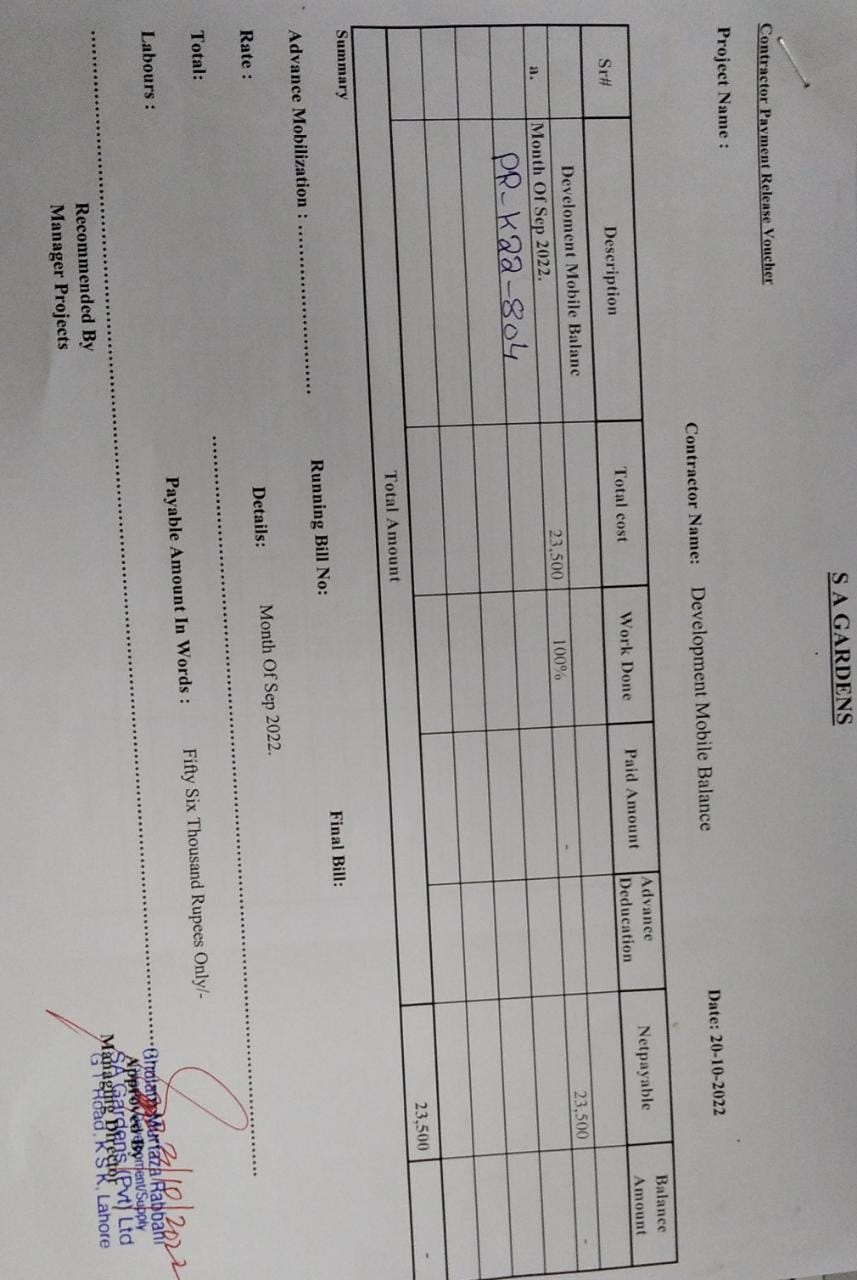 S A GARDENS
Contractor Payment Release Voucher
Project Name : Contractor Name: Development Mobile Balance Date: 20-10-2022
Sr# Description Total cost Work Done Paid Amount Advance Deducation Netpayable Balance Amount
Develoment Mobile Balanc
a. Month Of Sep 2022. 23,500 100% - 23,500 -
PR-K22-804
Total Amount 23,500 -
Summary Running Bill No: Final Bill:
Advance Mobilization : ..............................
Rate : Details: Month Of Sep 2022.
Total: Payable Amount In Words : Fifty Six Thousand Rupees Only/-
Labours :
Recommended By Approved By
Manager Projects Managing Director
Murtaza Rabbani
21/10/2022
SA Gardens (Pvt) Ltd
G T Road, K S K, Lahore